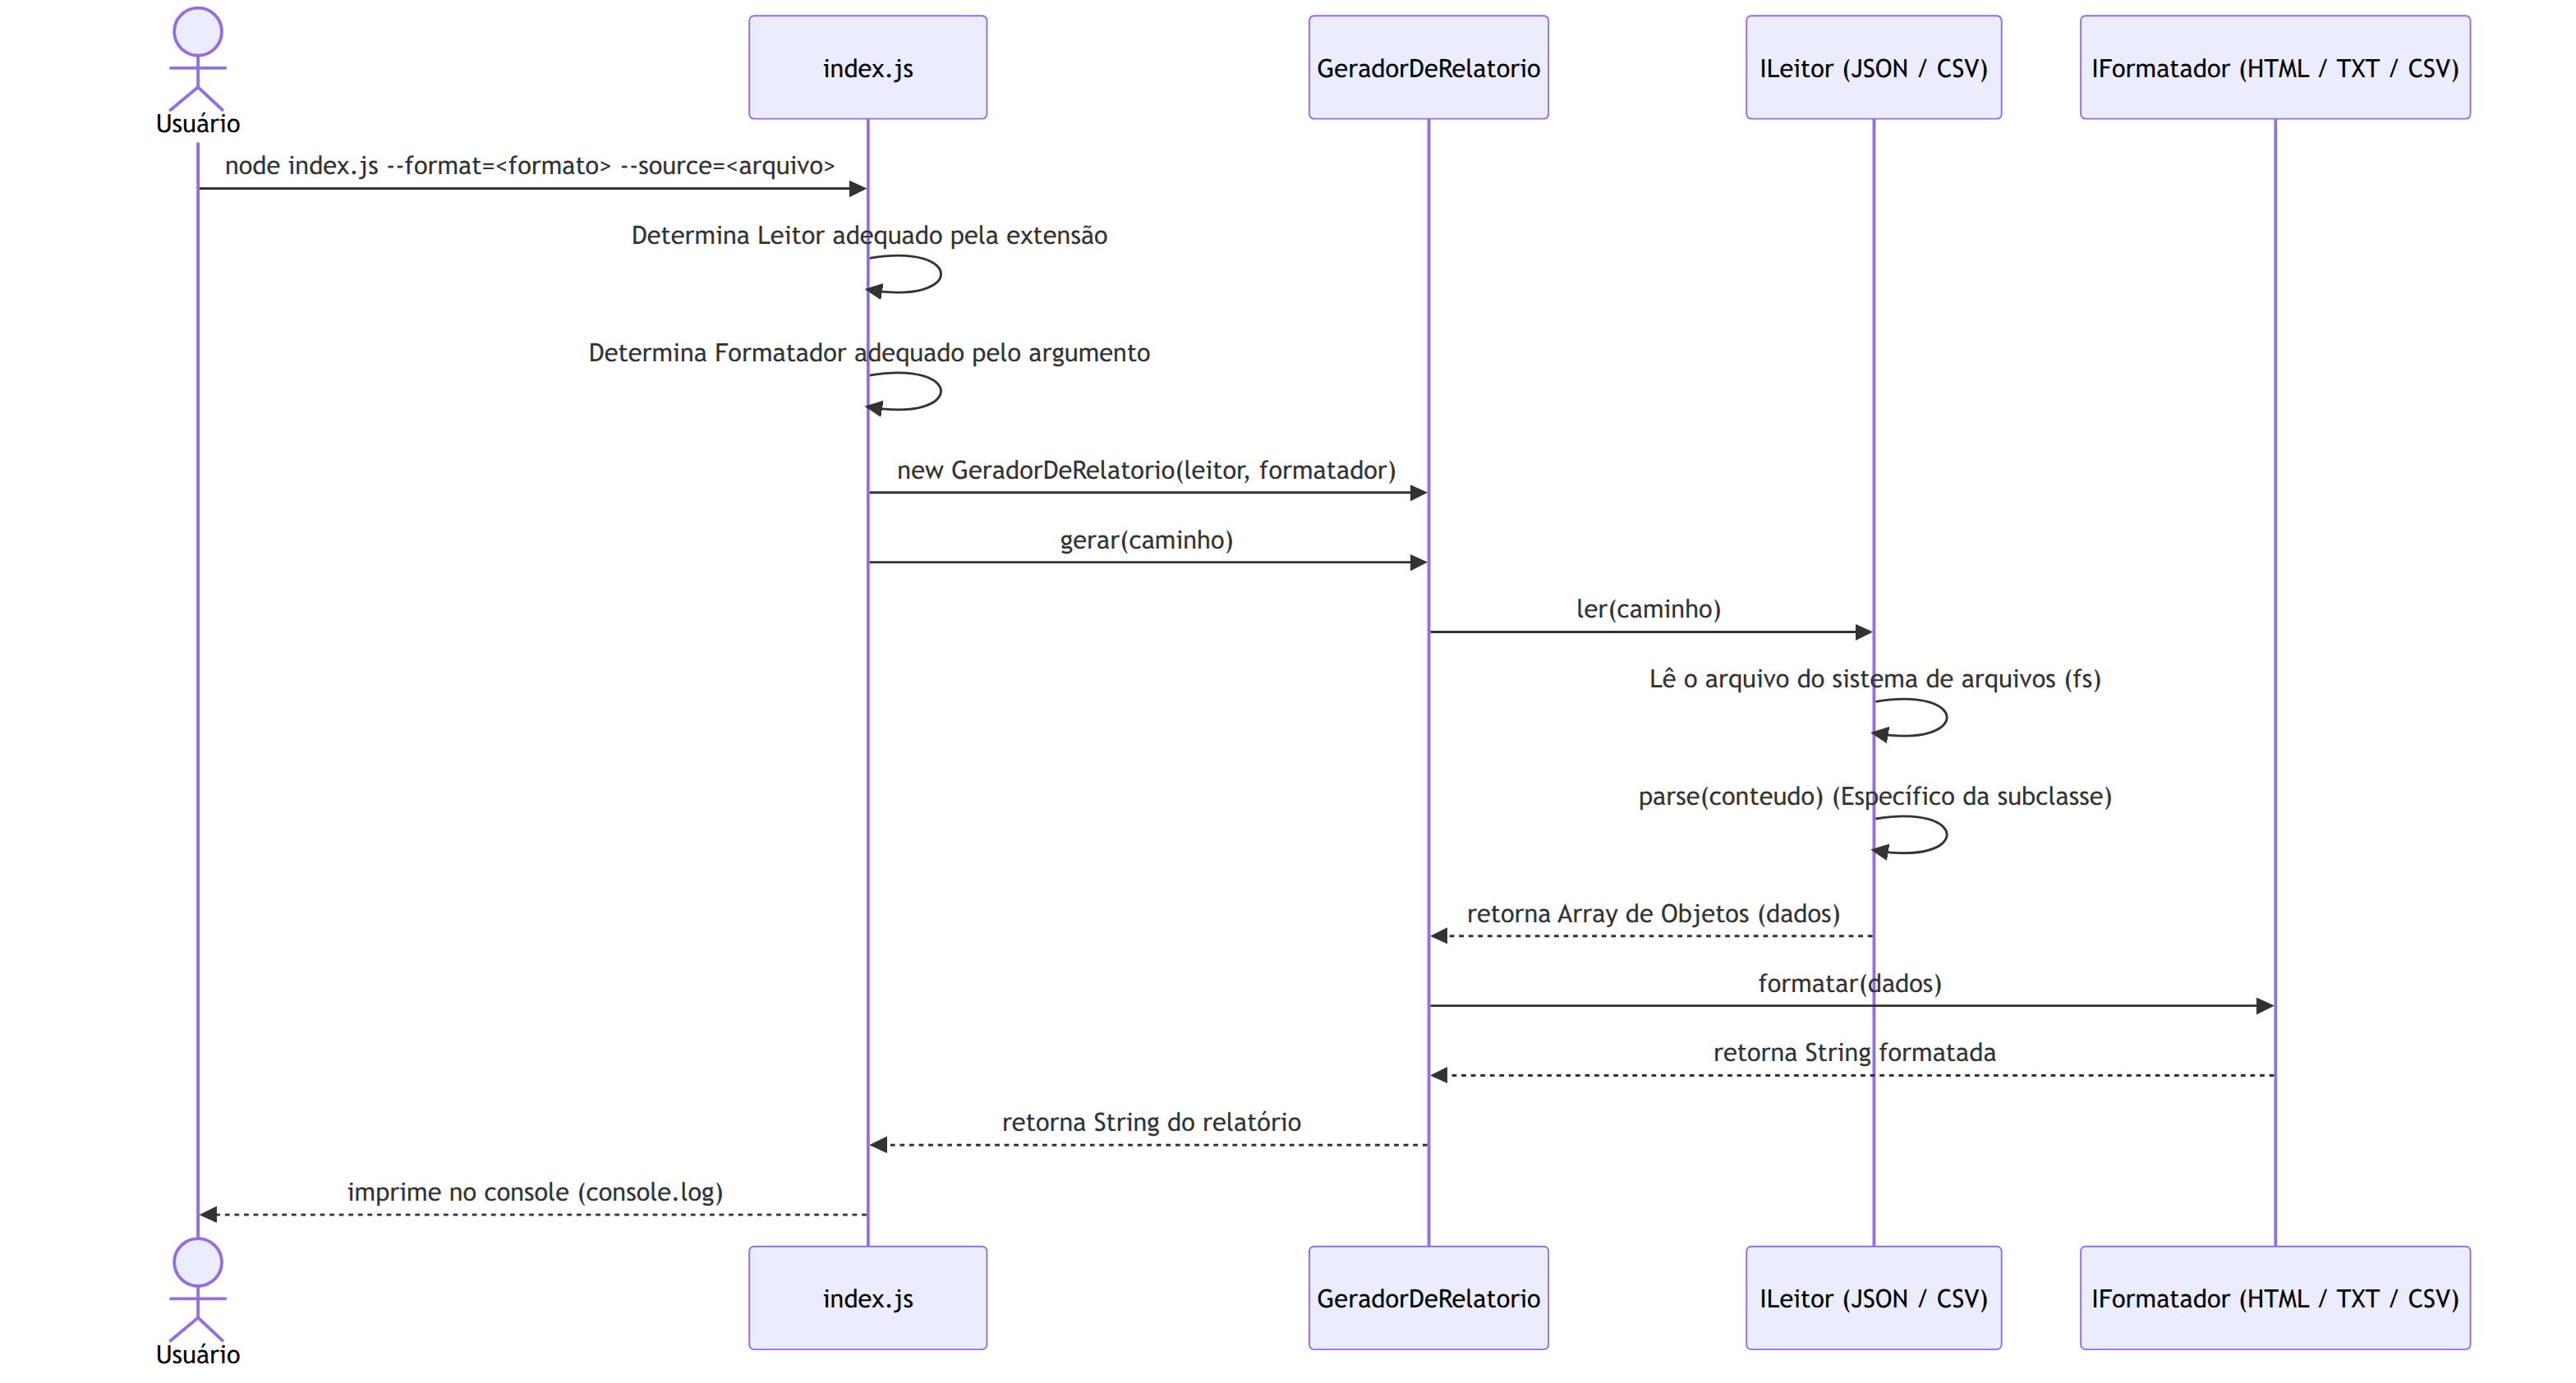 Usuário
index.js
GeradorDeRelatorio
ILeitor (JSON / CSV)
IFormatador (HTML / TXT / CSV)
node index.js --format=<formato> --source=<arquivo>
Determina Leitor adequado pela extensão
Determina Formatador adequado pelo argumento
new GeradorDeRelatorio(leitor, formatador)
gerar(caminho)
ler(caminho)
Lê o arquivo do sistema de arquivos (fs)
parse(conteudo) (Específico da subclasse)
retorna Array de Objetos (dados)
formatar(dados)
retorna String formatada
retorna String do relatório
imprime no console (console.log)
Usuário
index.js
GeradorDeRelatorio
ILeitor (JSON / CSV)
IFormatador (HTML / TXT / CSV)